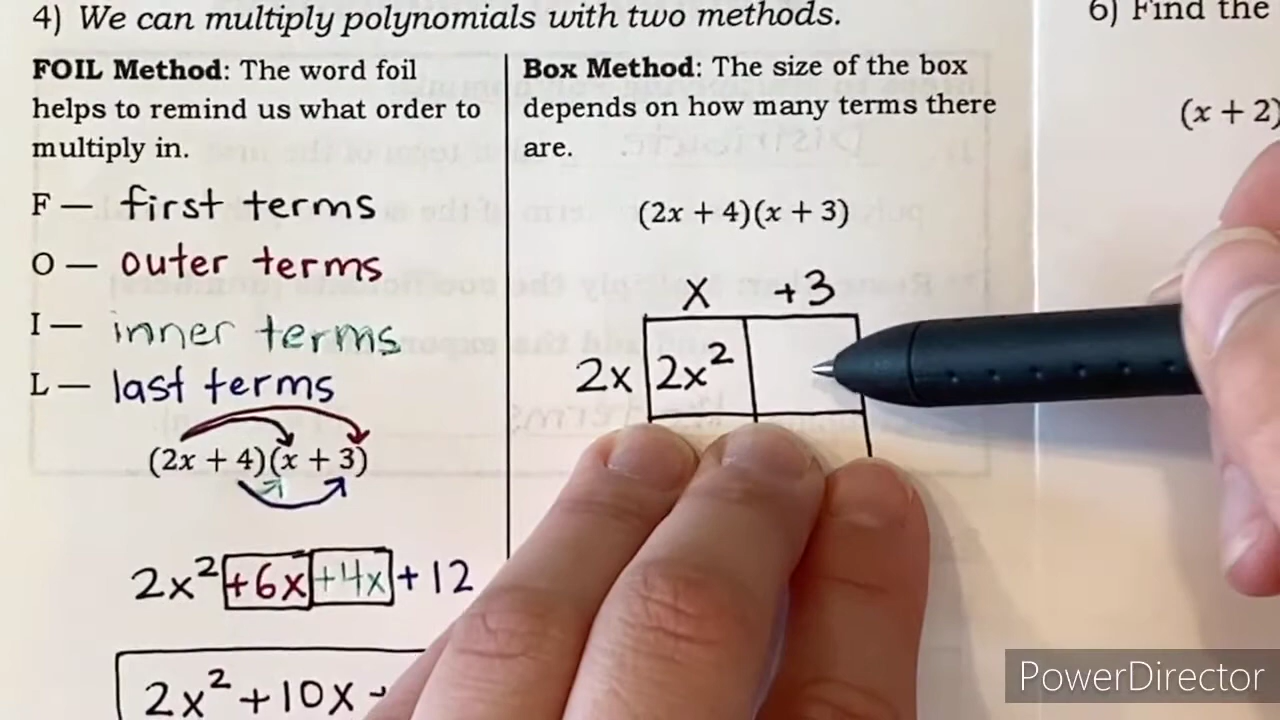 4) We can multiply polynomials with two methods.
FOIL Method: The word foil
helps to remind us what order to
multiply in.
F — first terms
O — outer terms
I — inner terms
L — last terms
(2x + 4)(x + 3)
2x² +6x +4x + 12
2x² + 10x
Box Method: The size of the box
depends on how many terms there
are.
(2x + 4)(x + 3)
x +3
2x 2x²
6) Find the
(x + 2)
PowerDirector